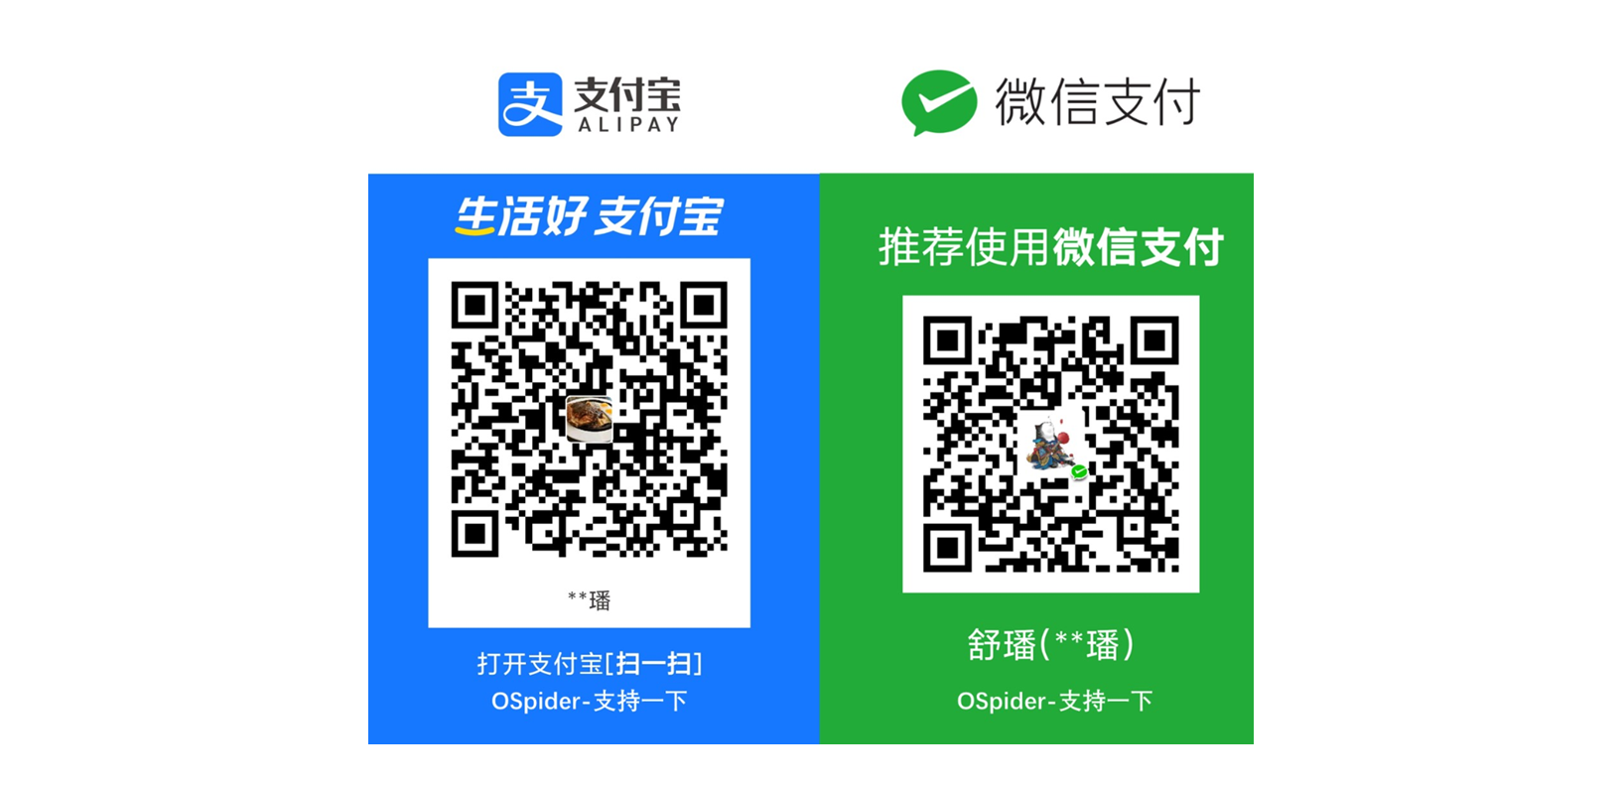 支付宝
ALIPAY
微信支付
生活好 支付宝
**璠
打开支付宝[扫一扫]
OSpider-支持一下
推荐使用微信支付
舒璠(**璠)
OSpider-支持一下